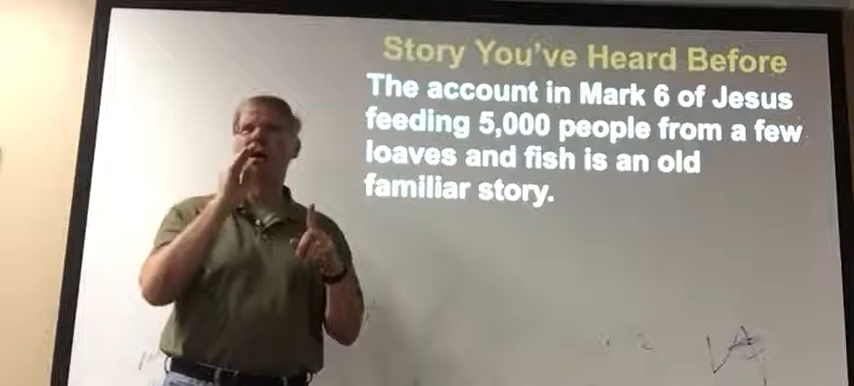 Story You've Heard Before
The account in Mark 6 of Jesus
feeding 5,000 people from a few
loaves and fish is an old
familiar story.